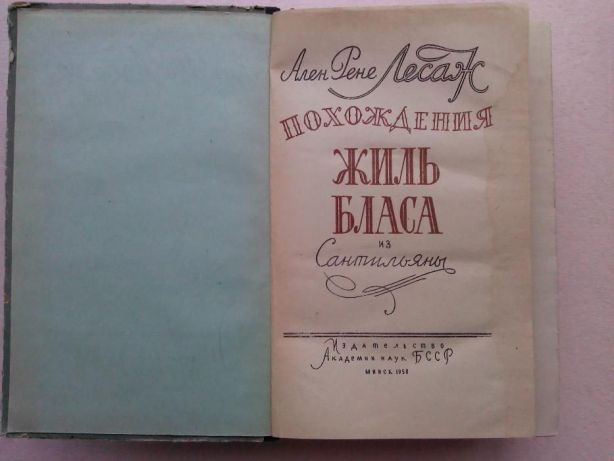 Ален Рене Лесаж
ПОХОЖДЕНИЯ
ЖИЛЬ
БЛАСА
ИЗ
Сантильяны
Издательство
Академии наук БССР
МИНСК 1958